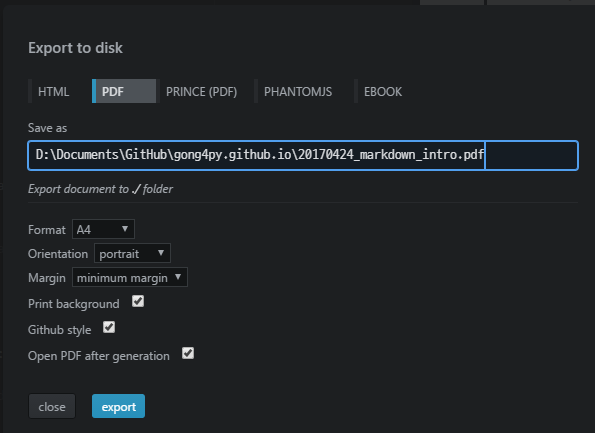 Export to disk
HTML PDF PRINCE (PDF) PHANTOMJS EBOOK
Save as
D:\Documents\GitHub\gong4py.github.io\20170424_markdown_intro.pdf
Export document to ./ folder
Format A4
Orientation portrait
Margin minimum margin
Print background
Github style
Open PDF after generation
close export